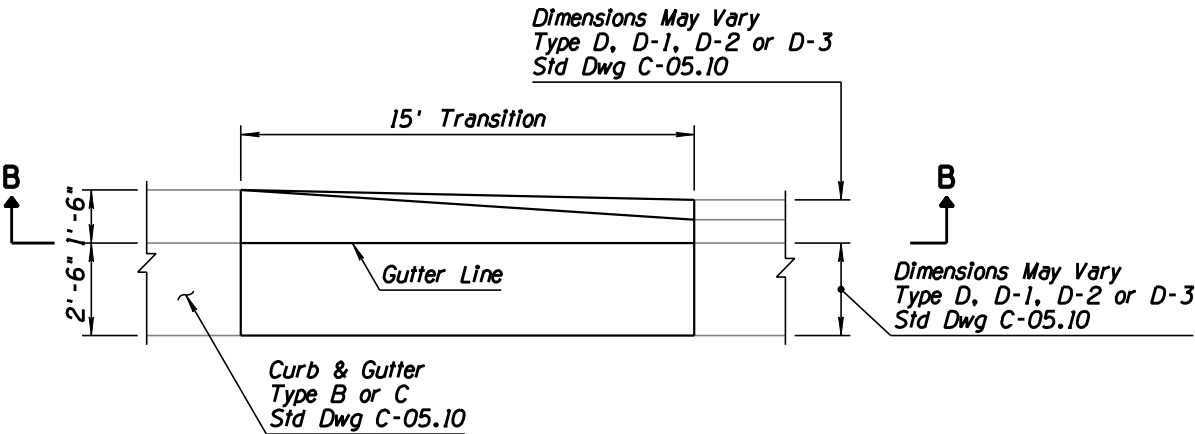 Dimensions May Vary
Type D, D-1, D-2 or D-3
Std Dwg C-05.10
15' Transition
B
B
1'-6"
2'-6"
Gutter Line
Dimensions May Vary
Type D, D-1, D-2 or D-3
Std Dwg C-05.10
Curb & Gutter
Type B or C
Std Dwg C-05.10